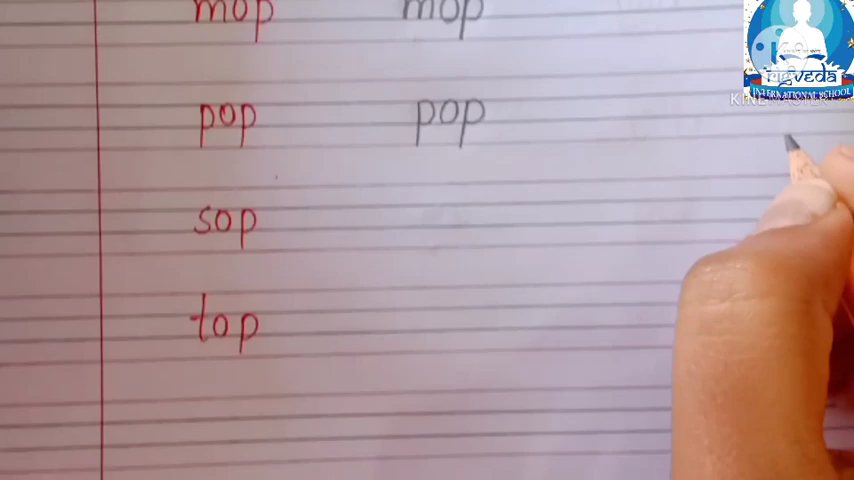 mop mop
pop pop
sop
top
rigveda
INTERNATIONAL SCHOOL